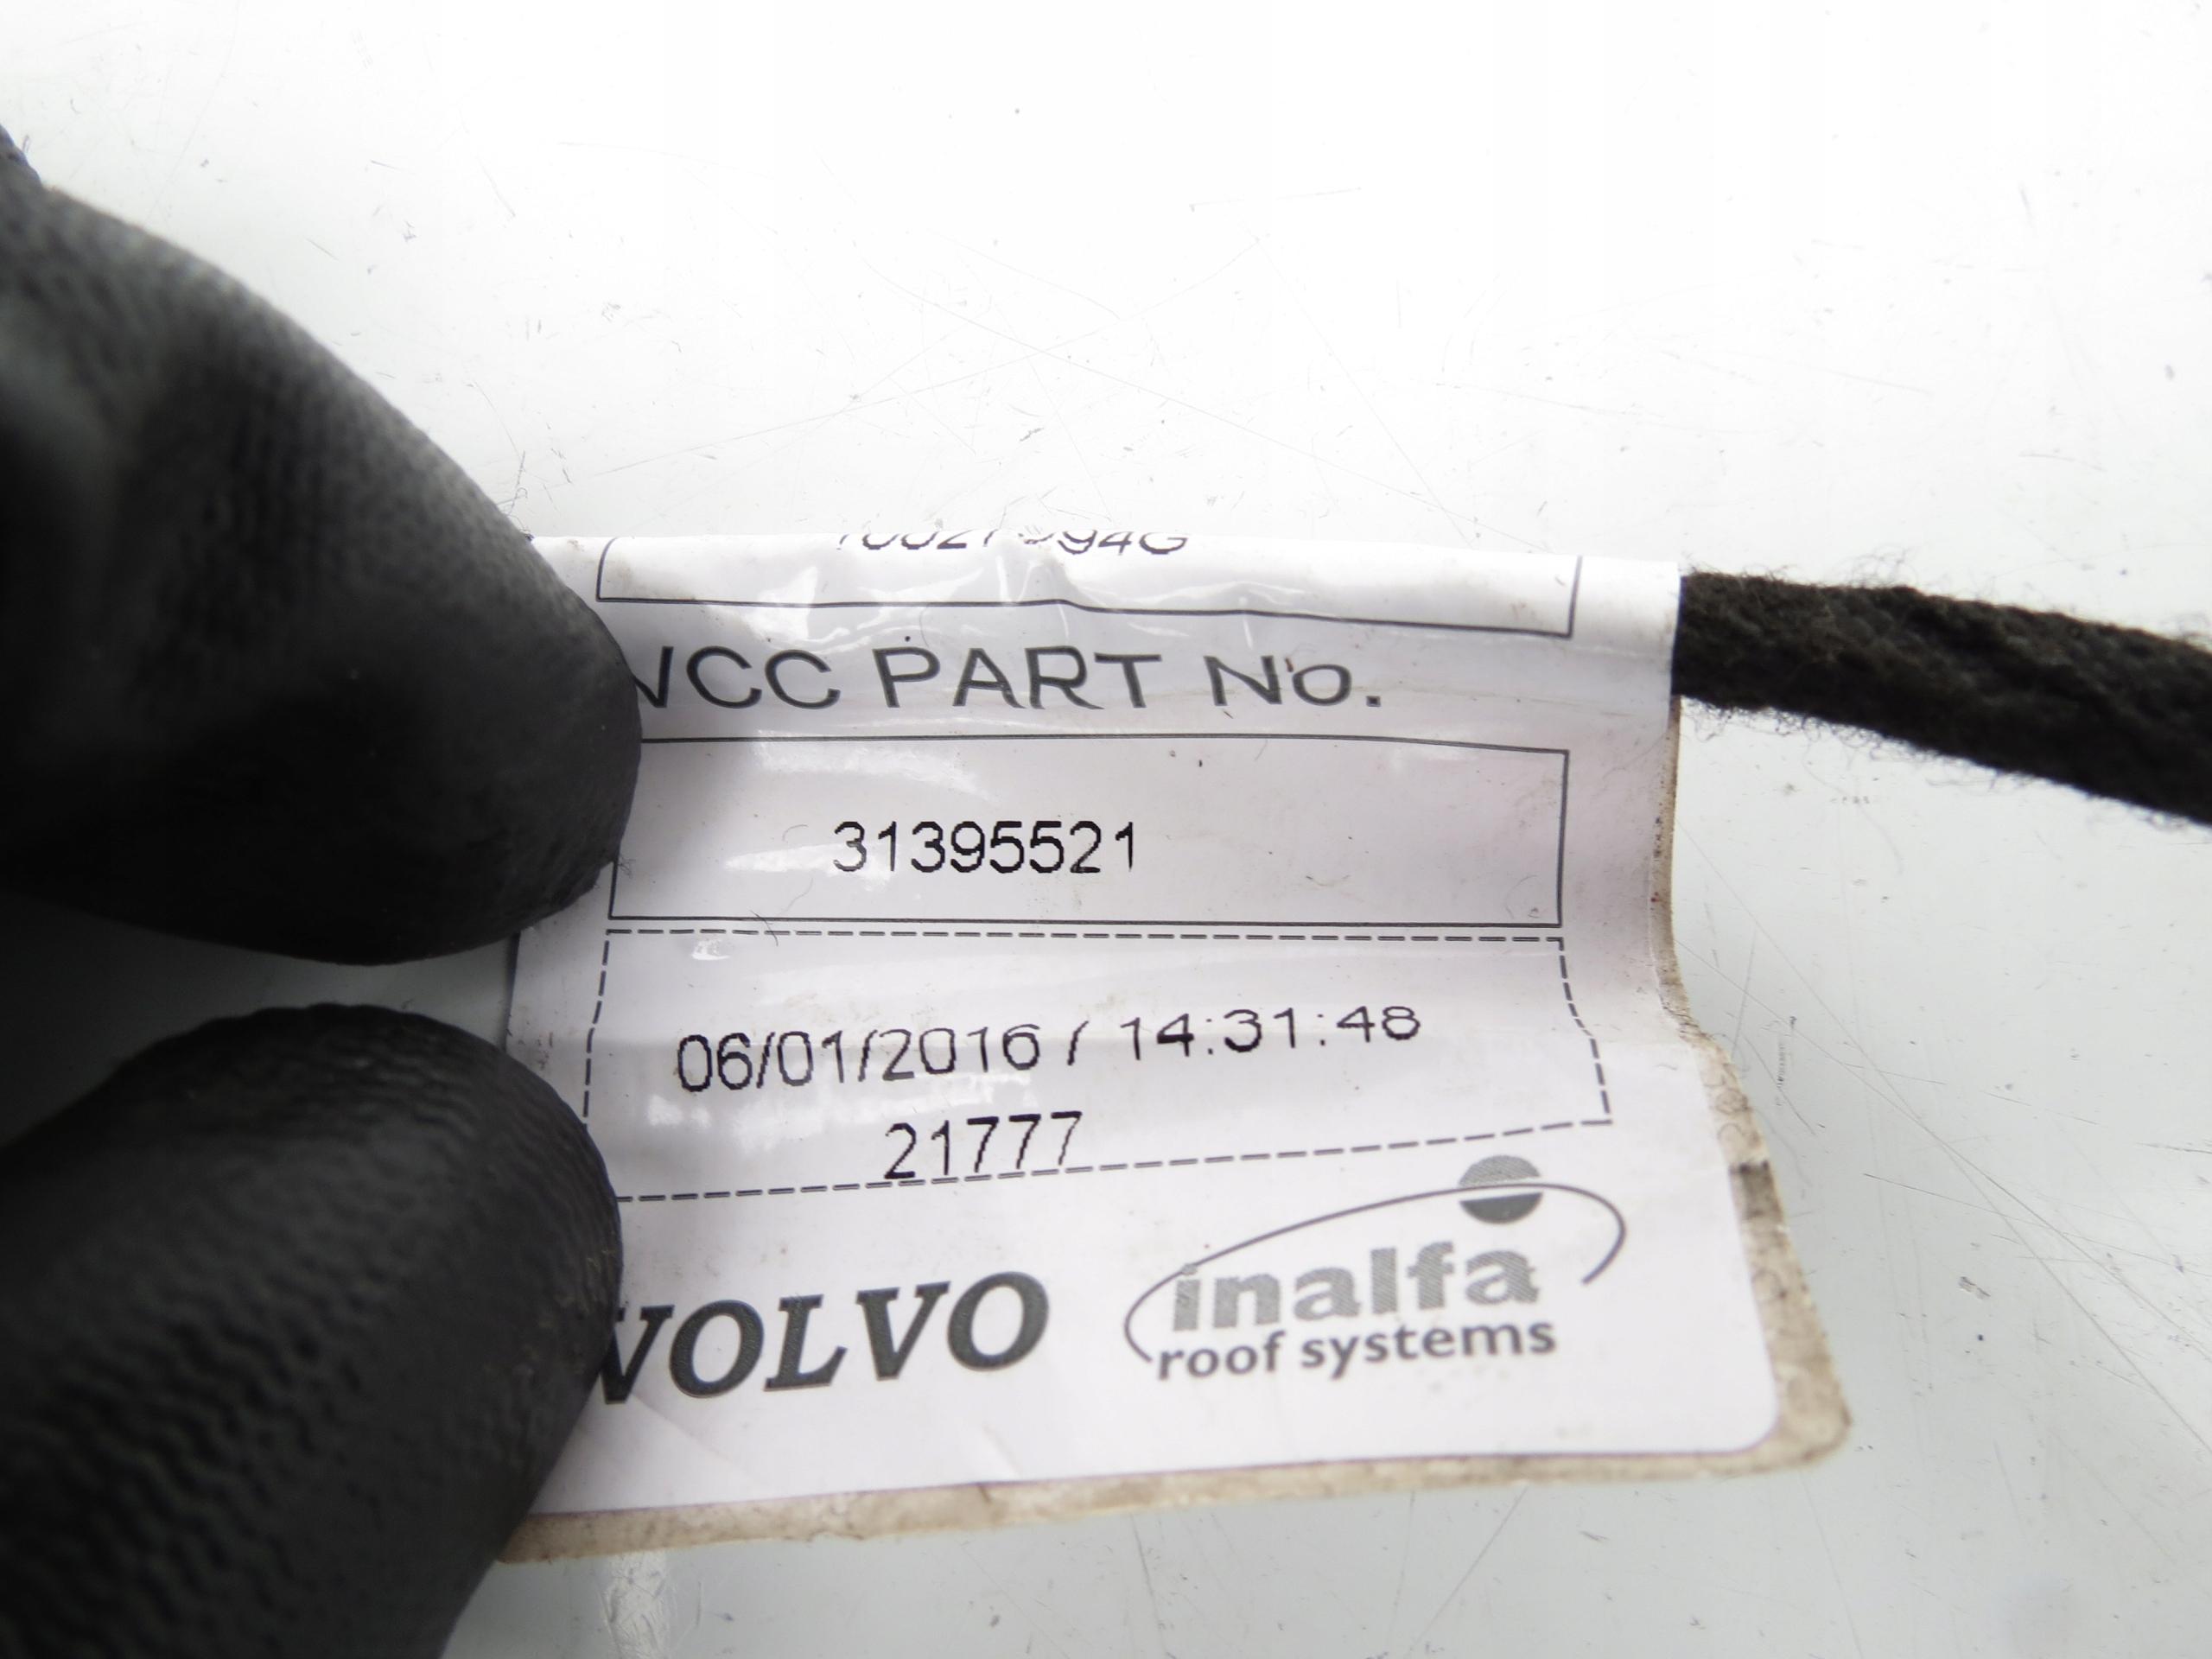 VCC PART No.
31395521
06/01/2016 / 14:31:48
21777
VOLVO
inalfa
roof systems